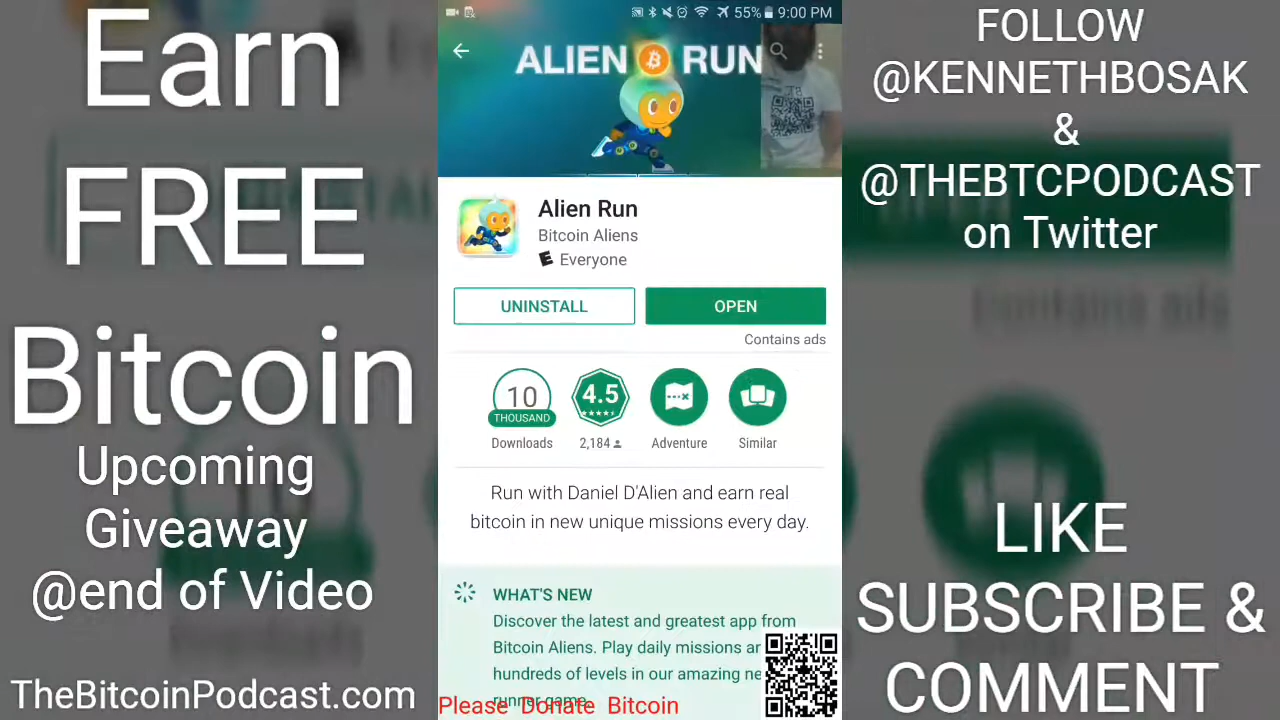 Earn
FREE
Bitcoin
Upcoming
Giveaway
@end of Video
TheBitcoinPodcast.com
55% 9:00 PM
ALIEN RUN
Alien Run
Bitcoin Aliens
E Everyone
UNINSTALL
OPEN
Contains ads
10
THOUSAND
Downloads
4.5
2,184
Adventure
Similar
Run with Daniel D'Alien and earn real
bitcoin in new unique missions every day.
WHAT'S NEW
Discover the latest and greatest app from
Bitcoin Aliens. Play daily missions
hundreds of levels in our amazing
runner game.
Please Donate Bitcoin
FOLLOW
@KENNETHBOSAK
&
@THEBTCPODCAST
on Twitter
Contains ads
LIKE
SUBSCRIBE &
COMMENT